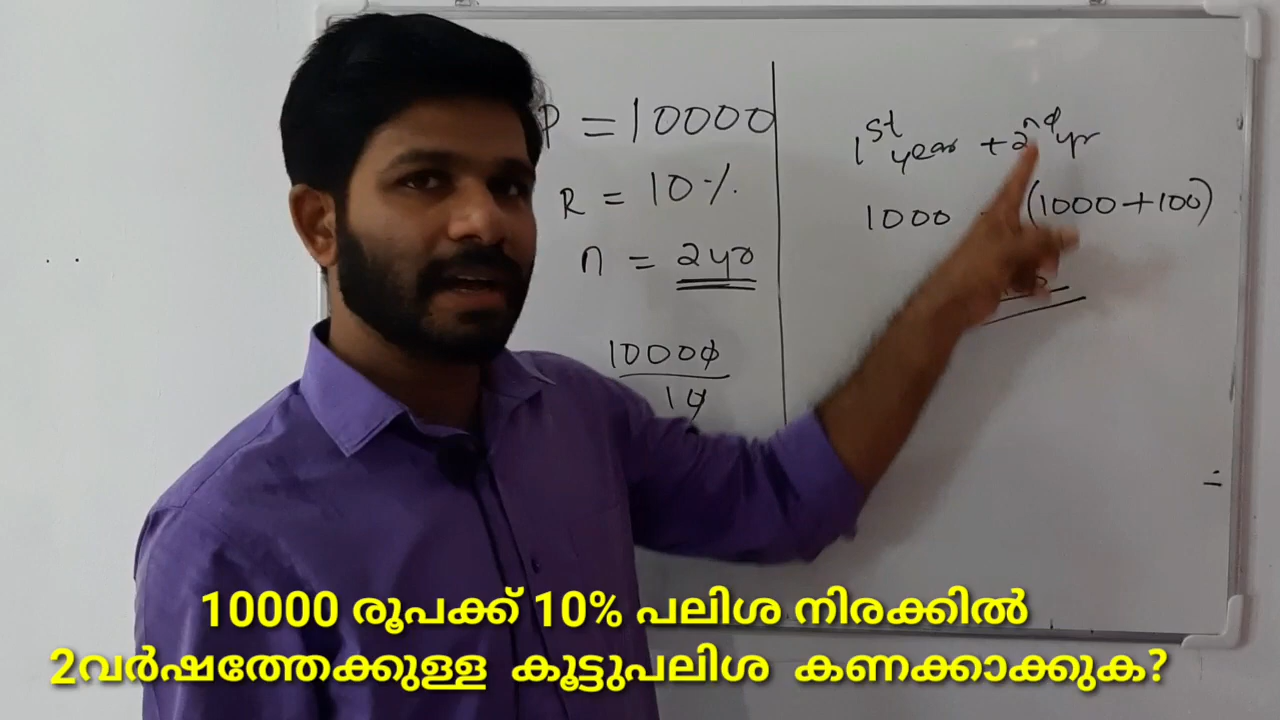 P = 10000
R = 10%
n = 2yr
10000
10
1st year + 2nd yr
1000 (1000+100)
=
10000 രൂപക്ക് 10% പലിശ നിരക്കിൽ
2വർഷത്തേക്കുള്ള കൂട്ടുപലിശ കണക്കാക്കുക?